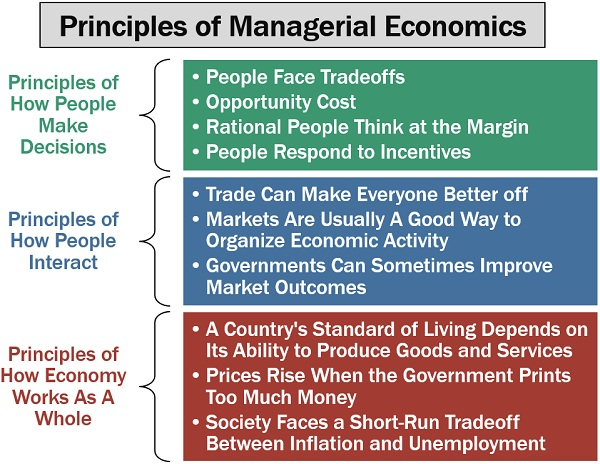 Principles of Managerial Economics
Principles of
How People
Make
Decisions
• People Face Tradeoffs
• Opportunity Cost
• Rational People Think at the Margin
• People Respond to Incentives
Principles of
How People
Interact
• Trade Can Make Everyone Better off
• Markets Are Usually A Good Way to
Organize Economic Activity
• Governments Can Sometimes Improve
Market Outcomes
Principles of
How Economy
Works As A
Whole
• A Country's Standard of Living Depends on
Its Ability to Produce Goods and Services
• Prices Rise When the Government Prints
Too Much Money
• Society Faces a Short-Run Tradeoff
Between Inflation and Unemployment